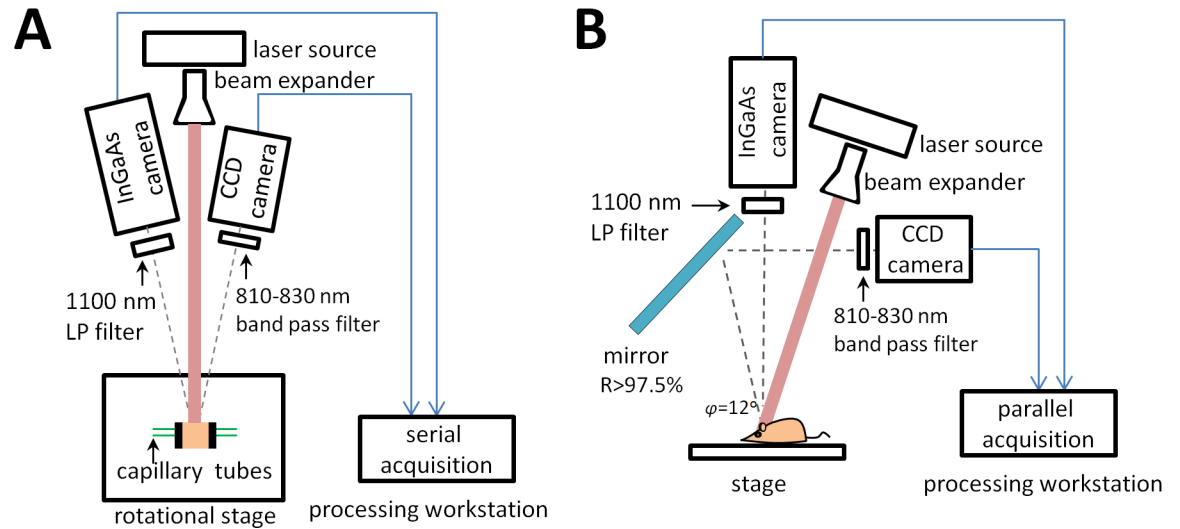 A
laser source
beam expander
InGaAs
camera
CCD
camera
1100 nm
LP filter
810-830 nm
band pass filter
capillary tubes
rotational stage
serial
acquisition
processing workstation
B
InGaAs
camera
laser source
beam expander
1100 nm
LP filter
CCD
camera
810-830 nm
band pass filter
mirror
R>97.5%
φ=12°
stage
parallel
acquisition
processing workstation